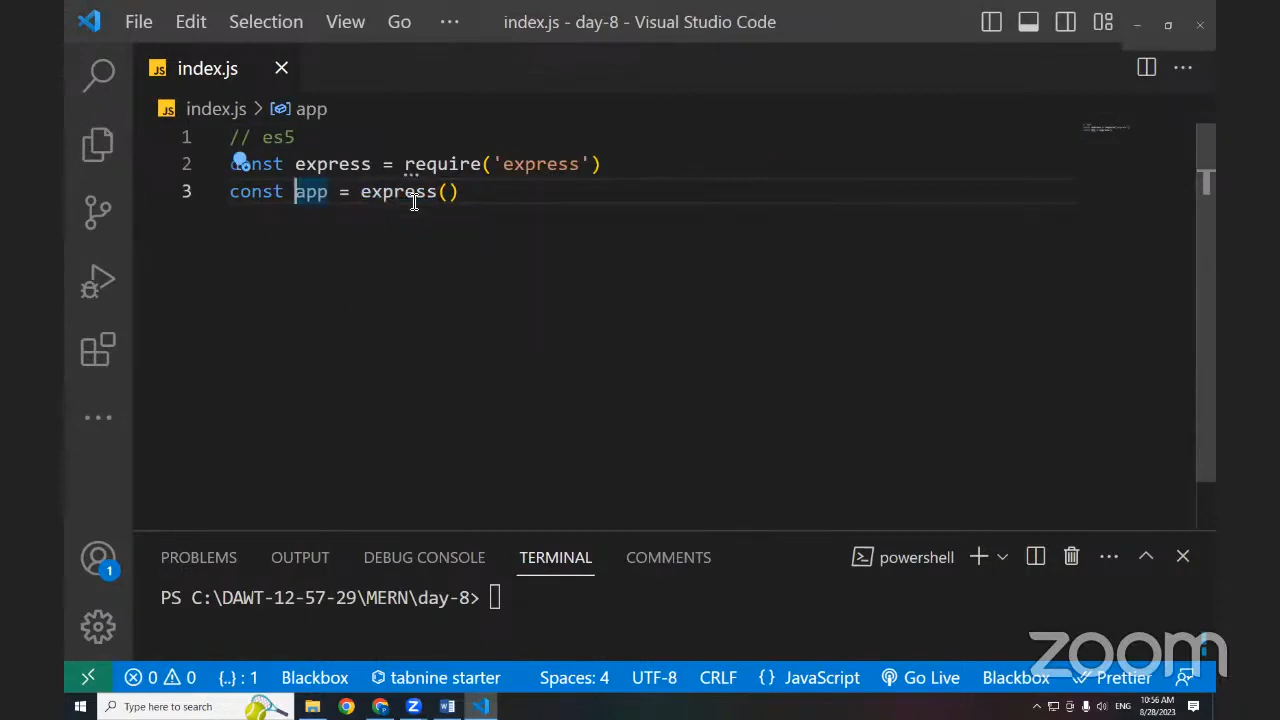 File Edit Selection View Go ··· index.js - day-8 - Visual Studio Code
JS index.js
JS index.js > app
1 // es5
2 const express = require('express')
3 const app = express()
PROBLEMS OUTPUT DEBUG CONSOLE TERMINAL COMMENTS powershell
PS C:\DAWT-12-57-29\MERN\day-8>
1
zoom
0 0 {..} : 1 Blackbox tabnine starter Spaces: 4 UTF-8 CRLF {} JavaScript Go Live Blackbox Prettier
Type here to search
ENG 10:56 AM
8/28/2023